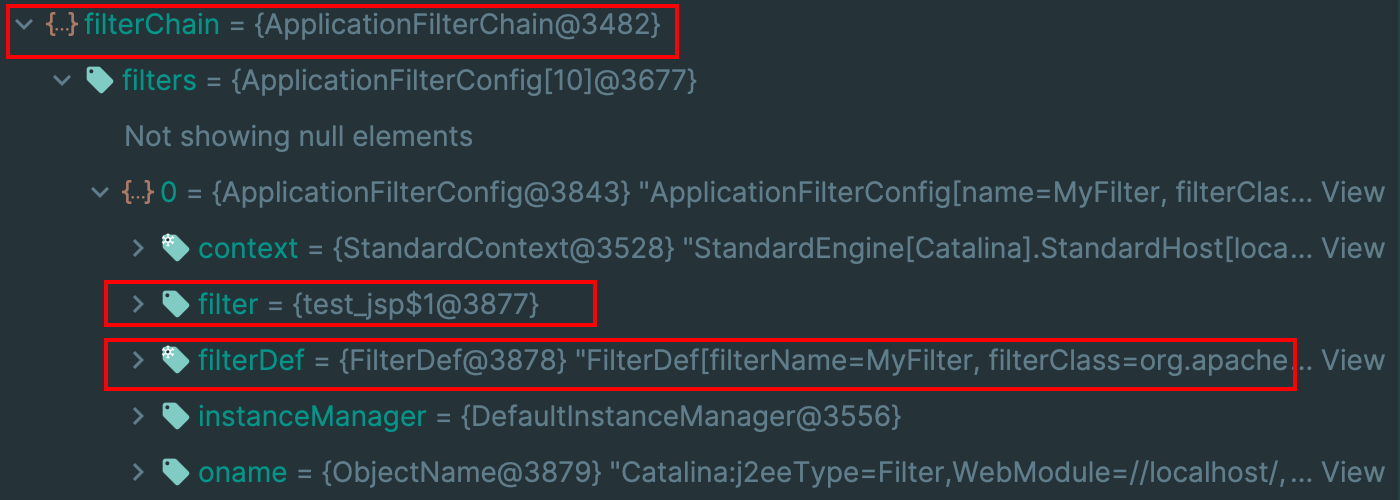 filterChain = {ApplicationFilterChain@3482}
filters = {ApplicationFilterConfig[10]@3677}
Not showing null elements
0 = {ApplicationFilterConfig@3843} "ApplicationFilterConfig[name=MyFilter, filterClas... View
context = {StandardContext@3528} "StandardEngine[Catalina].StandardHost[loca... View
filter = {test_jsp$1@3877}
filterDef = {FilterDef@3878} "FilterDef[filterName=MyFilter, filterClass=org.apache... View
instanceManager = {DefaultInstanceManager@3556}
oname = {ObjectName@3879} "Catalina:j2eeType=Filter,WebModule=//localhost/,... View